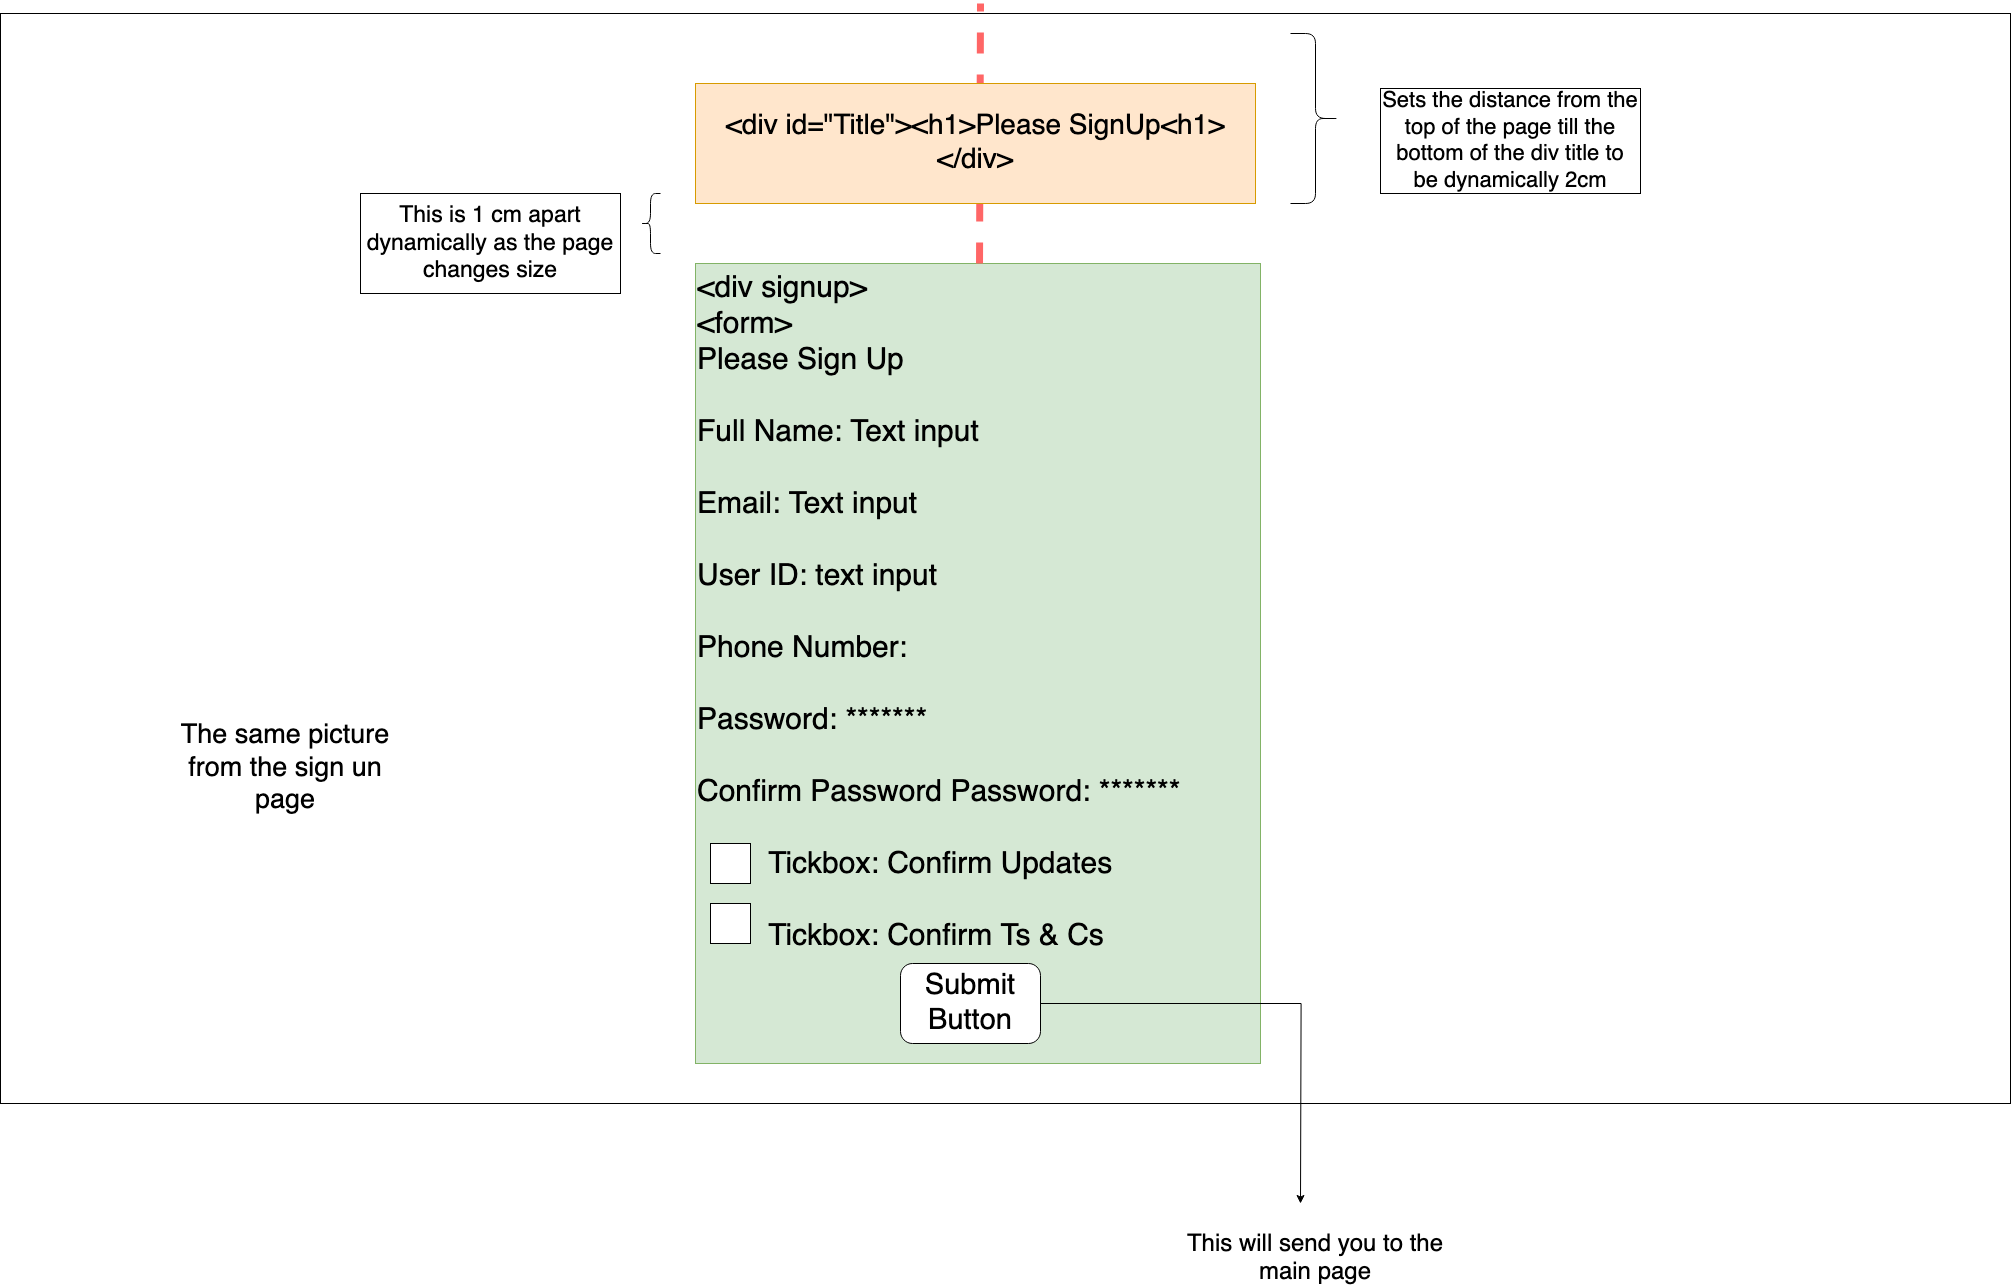 <div id="Title"><h1>Please SignUp<h1>
</div>
Sets the distance from the
top of the page till the
bottom of the div title to
be dynamically 2cm
This is 1 cm apart
dynamically as the page
changes size
<div signup>
<form>
Please Sign Up
Full Name: Text input
Email: Text input
User ID: text input
Phone Number:
Password: *******
Confirm Password Password: *******
Tickbox: Confirm Updates
Tickbox: Confirm Ts & Cs
Submit
Button
The same picture
from the sign un
page
This will send you to the
main page